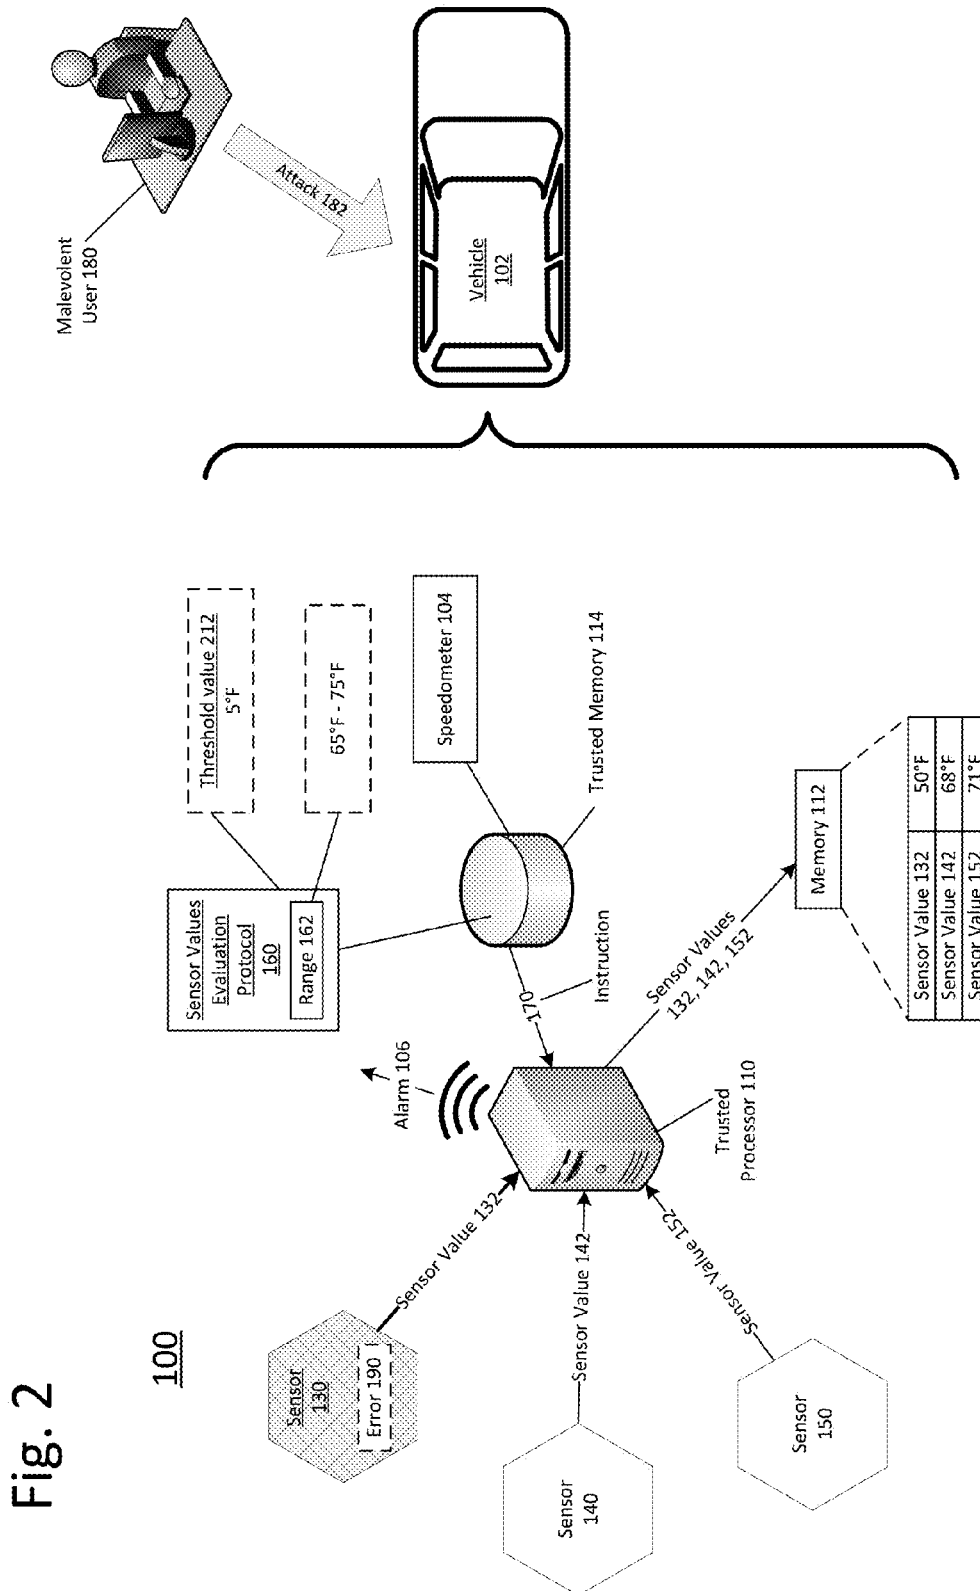 Fig. 2
100
Sensor
130
Error 190
Sensor
140
Sensor
150
Sensor Value 132
Sensor Value 142
Sensor Value 152
Alarm 106
Trusted
Processor 110
Sensor Values
Evaluation
Protocol
160
Range 162
Threshold value 212
5°F
65°F - 75°F
170
Instruction
Speedometer 104
Trusted Memory 114
Sensor Values
132, 142, 152
Memory 112
Sensor Value 132 50°F
Sensor Value 142 68°F
Sensor Value 152 71°F
Malevolent
User 180
Attack 182
Vehicle
102